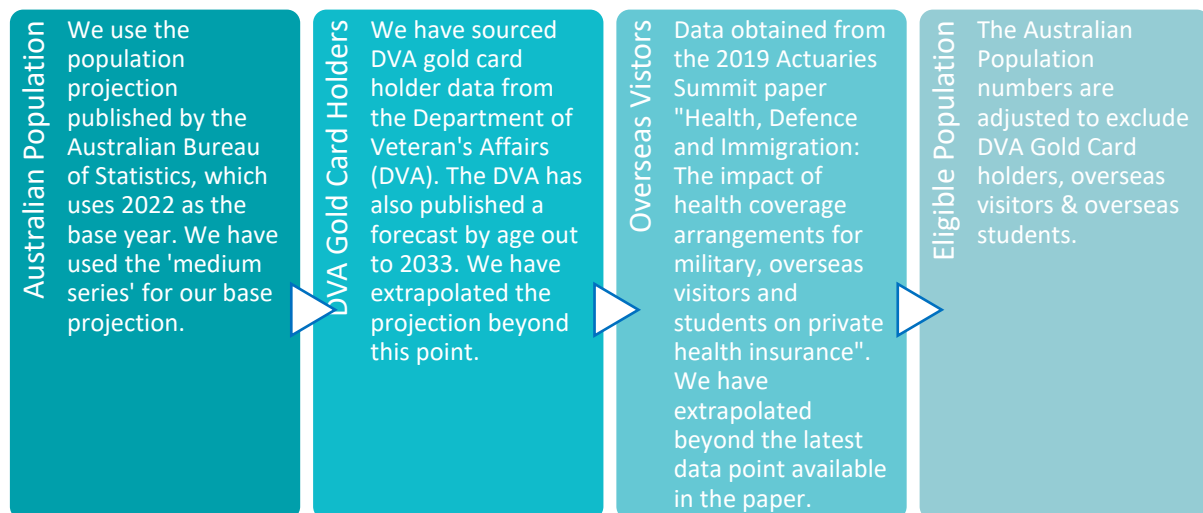 Australian Population
We use the
population
projection
published by the
Australian Bureau
of Statistics, which
uses 2022 as the
base year. We have
used the 'medium
series' for our base
projection.
DVA Gold Card Holders
We have sourced
DVA gold card
holder data from
the Department of
Veteran's Affairs
(DVA). The DVA has
also published a
forecast by age out
to 2033. We have
extrapolated the
projection beyond
this point.
Overseas Vistors
Data obtained from
the 2019 Actuaries
Summit paper
"Health, Defence
and Immigration:
The impact of
health coverage
arrangements for
military, overseas
visitors and
students on private
health insurance".
We have
extrapolated
beyond the latest
data point available
in the paper.
Eligible Population
The Australian
Population
numbers are
adjusted to exclude
DVA Gold Card
holders, overseas
visitors & overseas
students.